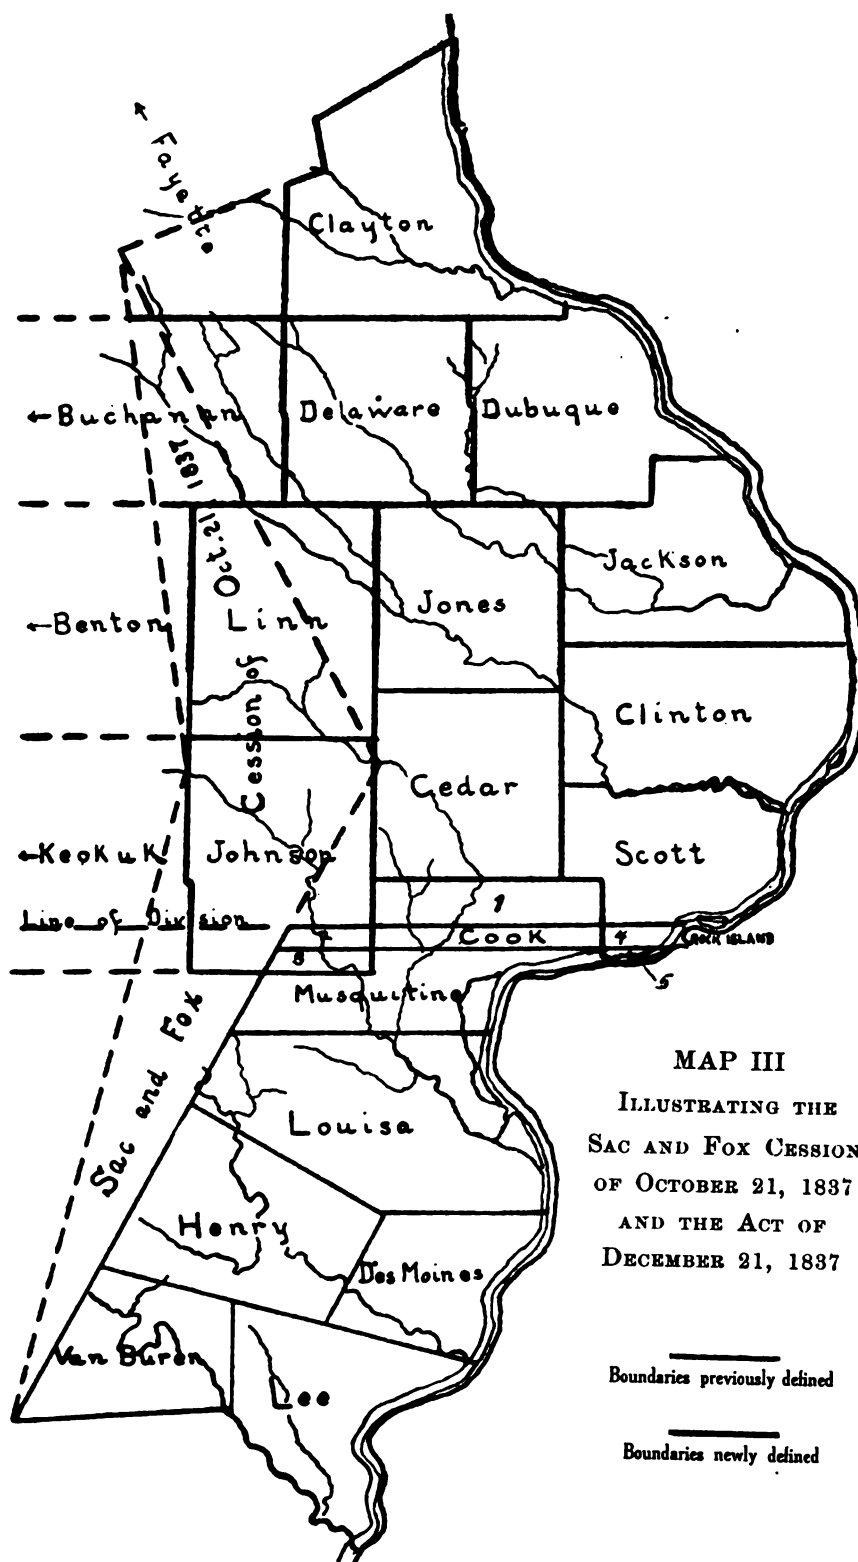 Fayette
Clayton
Buchanan
Delaware
Dubuque
Oct. 21 1837
Cession of
Jackson
Benton
Linn
Jones
Clinton
Cedar
Keokuk
Johnson
Scott
Line of Division
1
2
Cook
4
ROCK ISLAND
3
5
Musquitine
Sac and Fox
Louisa
Henry
Des Moines
Van Buren
Lee
MAP III
ILLUSTRATING THE
SAC AND FOX CESSION
OF OCTOBER 21, 1837
AND THE ACT OF
DECEMBER 21, 1837
Boundaries previously defined
Boundaries newly defined